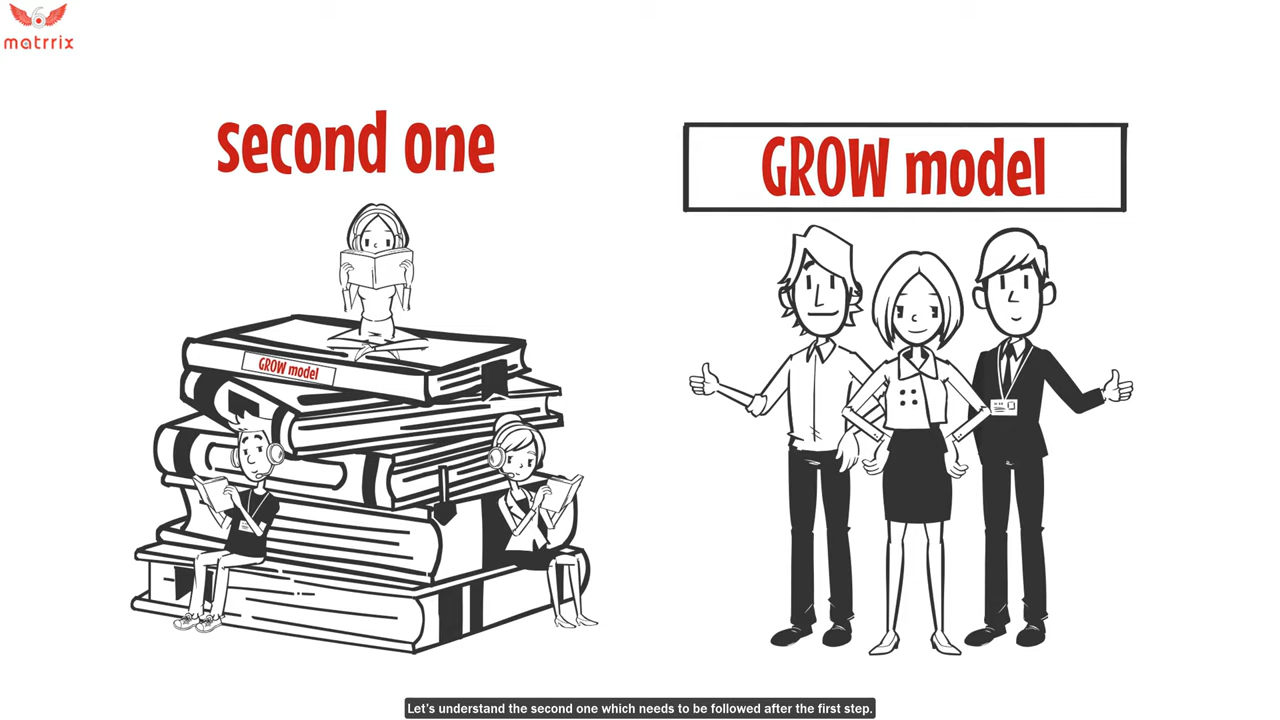 6
matrrix
second one
GROW model
GROW model
Let's understand the second one which needs to be followed after the first step.